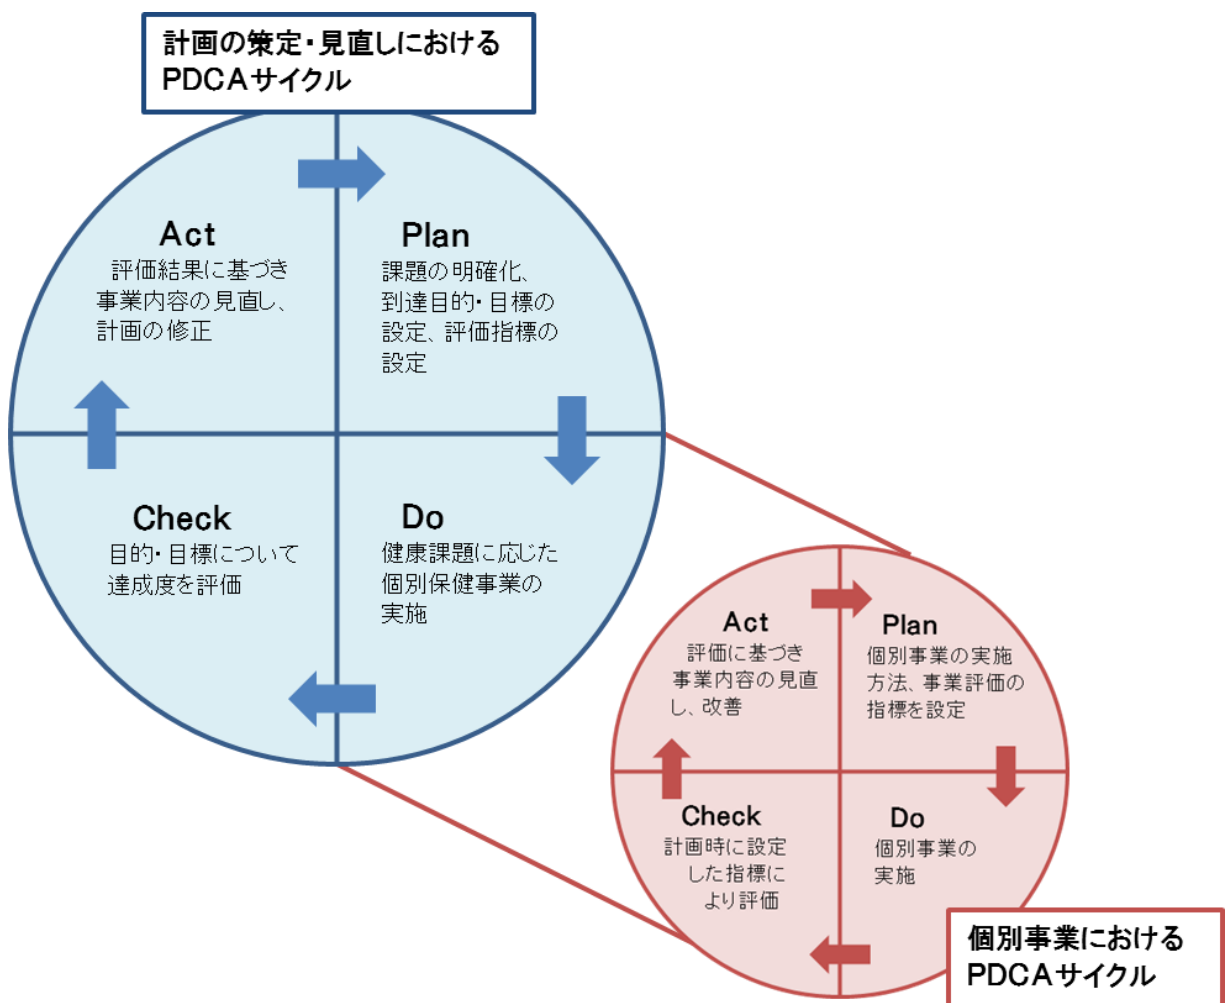 計画の策定・見直しにおける
PDCAサイクル
Act
評価結果に基づき
事業内容の見直し、
計画の修正
Plan
課題の明確化、
到達目的・目標の
設定、評価指標の
設定
Check
目的・目標について
達成度を評価
Do
健康課題に応じた
個別保健事業の
実施
Act
評価に基づき
事業内容の見直
し、改善
Plan
個別事業の実施
方法、事業評価の
指標を設定
Check
計画時に設定
した指標に
より評価
Do
個別事業の
実施
個別事業における
PDCAサイクル